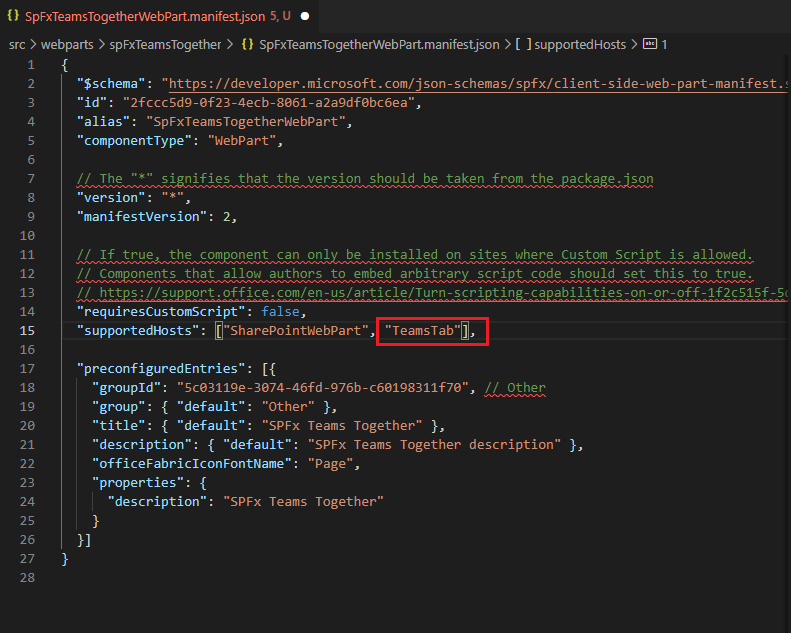 {} SpFxTeamsTogetherWebPart.manifest.json 5, U ●
src > webparts > spFxTeamsTogether > {} SpFxTeamsTogetherWebPart.manifest.json > [ ] supportedHosts > abc 1
1 {
2 "$schema": "https://developer.microsoft.com/json-schemas/spfx/client-side-web-part-manifest.s
3 "id": "2fccc5d9-0f23-4ecb-8061-a2a9df0bc6ea",
4 "alias": "SpFxTeamsTogetherWebPart",
5 "componentType": "WebPart",
6
7 // The "*" signifies that the version should be taken from the package.json
8 "version": "*",
9 "manifestVersion": 2,
10
11 // If true, the component can only be installed on sites where Custom Script is allowed.
12 // Components that allow authors to embed arbitrary script code should set this to true.
13 // https://support.office.com/en-us/article/Turn-scripting-capabilities-on-or-off-1f2c515f-5d
14 "requiresCustomScript": false,
15 "supportedHosts": ["SharePointWebPart", "TeamsTab"],
16
17 "preconfiguredEntries": [{
18 "groupId": "5c03119e-3074-46fd-976b-c60198311f70", // Other
19 "group": { "default": "Other" },
20 "title": { "default": "SPFx Teams Together" },
21 "description": { "default": "SPFx Teams Together description" },
22 "officeFabricIconFontName": "Page",
23 "properties": {
24 "description": "SPFx Teams Together"
25 }
26 }]
27 }
28